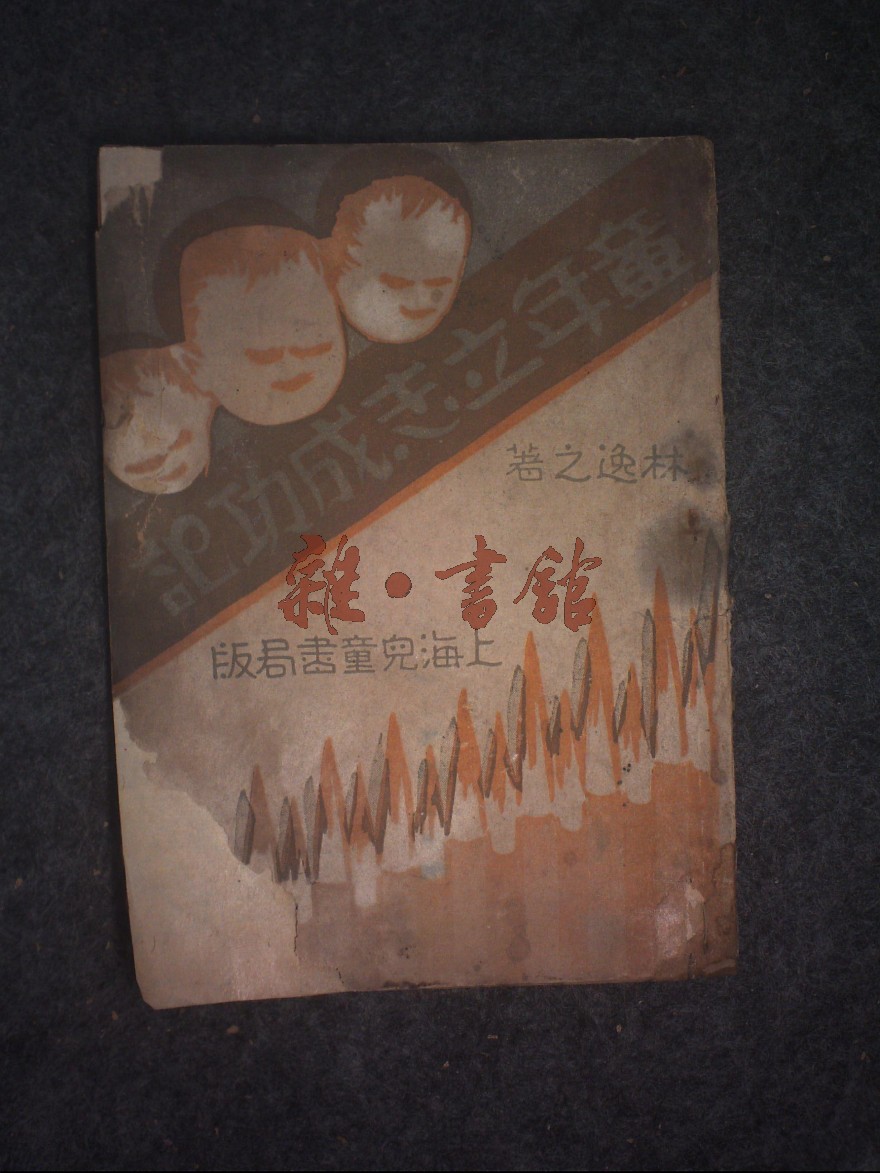 童年立志成功記
林逸之著
雜·書館
上海兒童書局版